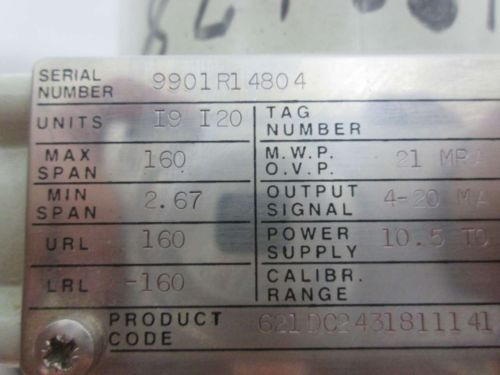 SERIAL NUMBER 9901R14804
UNITS I9 I20 TAG NUMBER
MAX SPAN 160 M.W.P. O.V.P. 21 MPA
MIN SPAN 2.67 OUTPUT SIGNAL 4-20 MA
URL 160 POWER SUPPLY 10.5 TO
LRL -160 CALIBR. RANGE
PRODUCT CODE 621DC2431811141